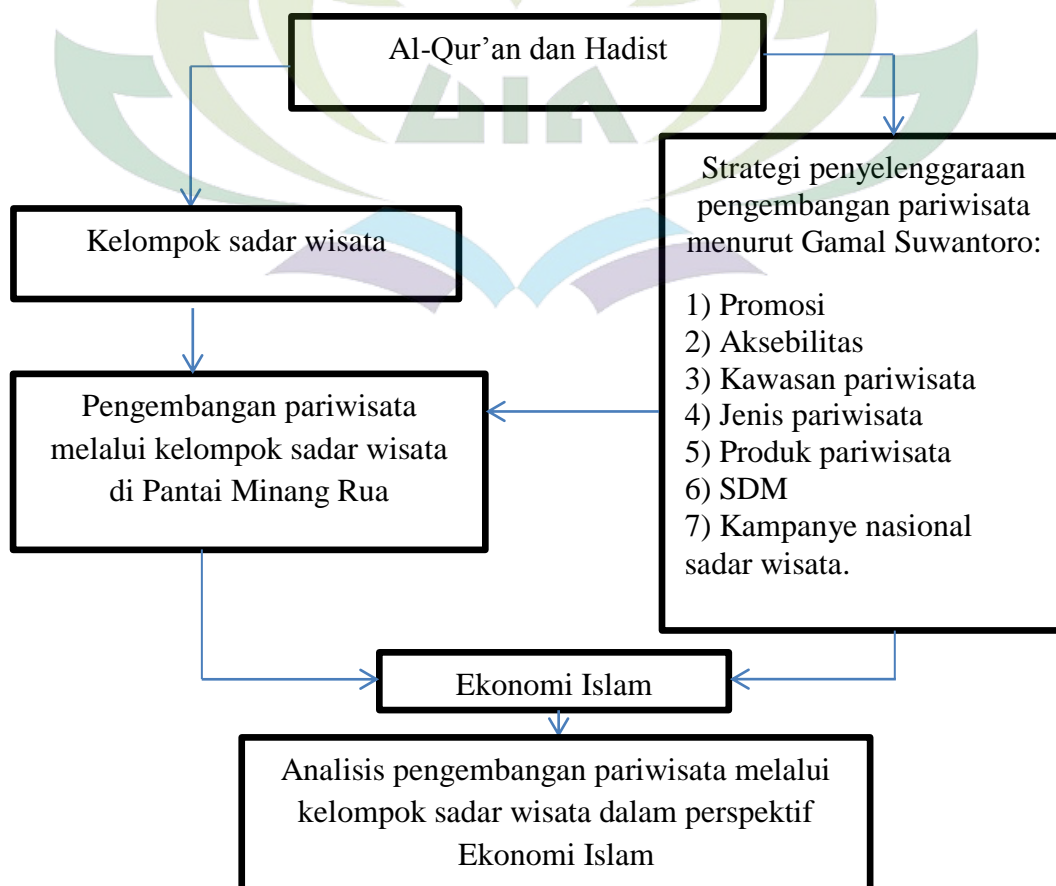 Al-Qur’an dan Hadist
Kelompok sadar wisata
Strategi penyelenggaraan
pengembangan pariwisata
menurut Gamal Suwantoro:
1) Promosi
2) Aksebilitas
3) Kawasan pariwisata
4) Jenis pariwisata
5) Produk pariwisata
6) SDM
7) Kampanye nasional
sadar wisata.
Pengembangan pariwisata
melalui kelompok sadar wisata
di Pantai Minang Rua
Ekonomi Islam
Analisis pengembangan pariwisata melalui
kelompok sadar wisata dalam perspektif
Ekonomi Islam